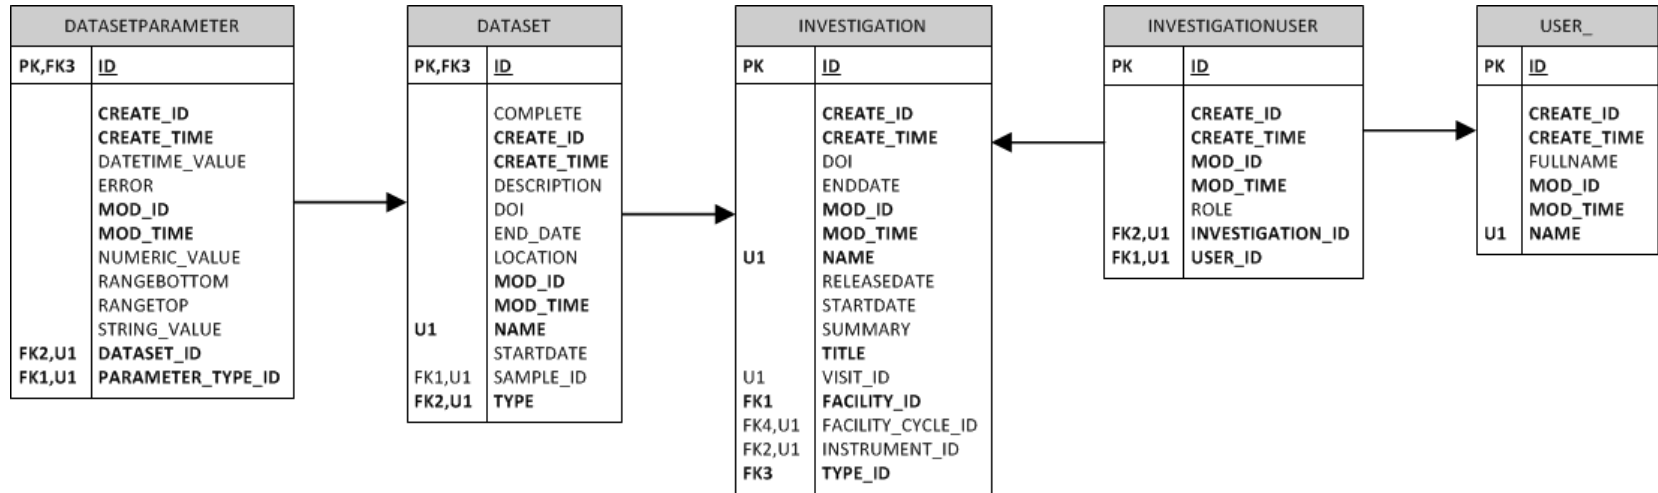 DATASETPARAMETER
PK,FK3 ID
CREATE_ID
CREATE_TIME
DATETIME_VALUE
ERROR
MOD_ID
MOD_TIME
NUMERIC_VALUE
RANGEBOTTOM
RANGETOP
STRING_VALUE
FK2,U1 DATASET_ID
FK1,U1 PARAMETER_TYPE_ID
DATASET
PK,FK3 ID
COMPLETE
CREATE_ID
CREATE_TIME
DESCRIPTION
DOI
END_DATE
LOCATION
MOD_ID
MOD_TIME
U1 NAME
STARTDATE
FK1,U1 SAMPLE_ID
FK2,U1 TYPE
INVESTIGATION
PK ID
CREATE_ID
CREATE_TIME
DOI
ENDDATE
MOD_ID
MOD_TIME
U1 NAME
RELEASEDATE
STARTDATE
SUMMARY
TITLE
U1 VISIT_ID
FK1 FACILITY_ID
FK4,U1 FACILITY_CYCLE_ID
FK2,U1 INSTRUMENT_ID
FK3 TYPE_ID
INVESTIGATIONUSER
PK ID
CREATE_ID
CREATE_TIME
MOD_ID
MOD_TIME
ROLE
FK2,U1 INVESTIGATION_ID
FK1,U1 USER_ID
USER_
PK ID
CREATE_ID
CREATE_TIME
FULLNAME
MOD_ID
MOD_TIME
U1 NAME